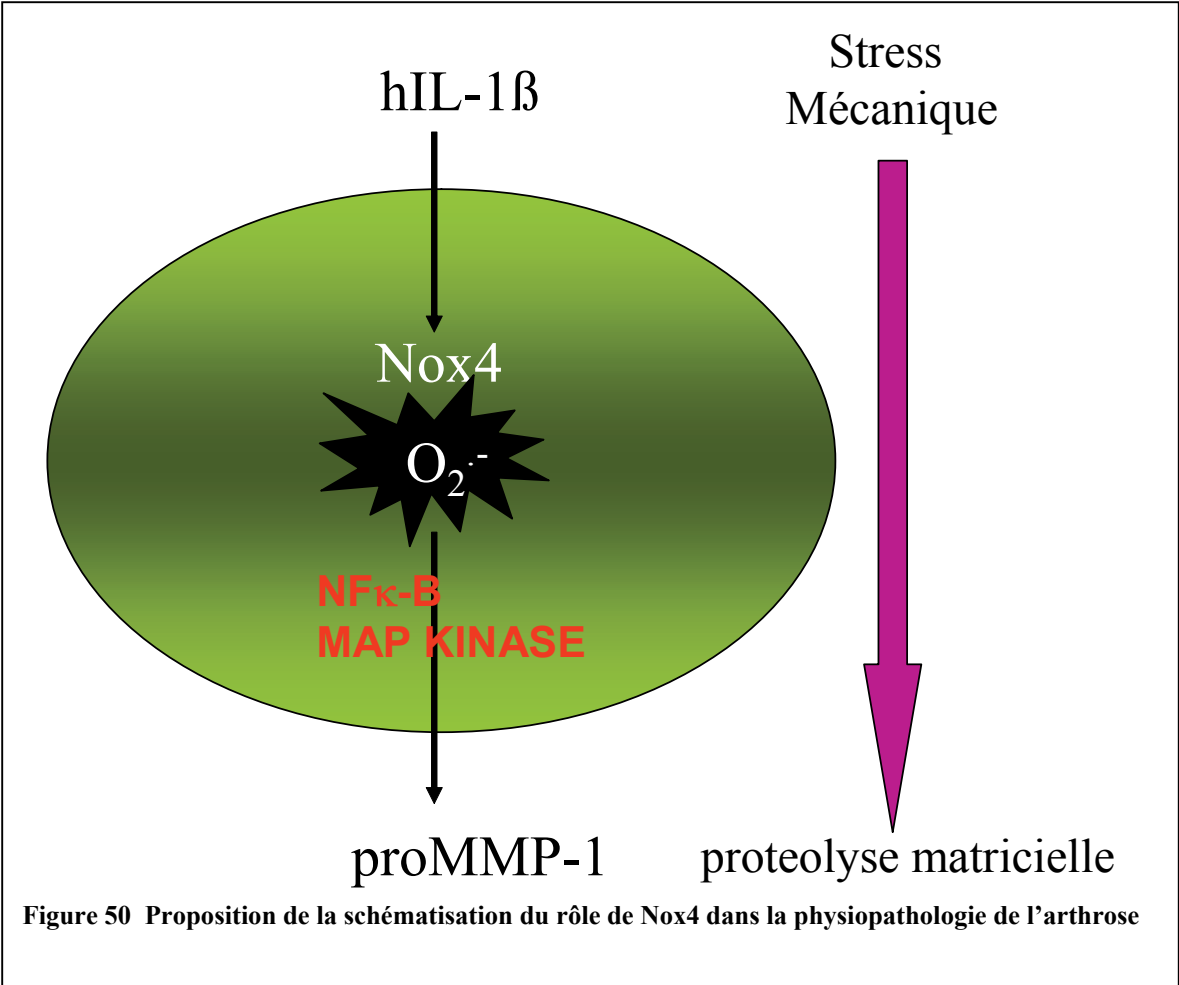 hIL-1ß
Stress
Mécanique
Nox4
O₂·⁻
NFκ-B
MAP KINASE
proMMP-1
proteolyse matricielle
Figure 50 Proposition de la schématisation du rôle de Nox4 dans la physiopathologie de l’arthrose